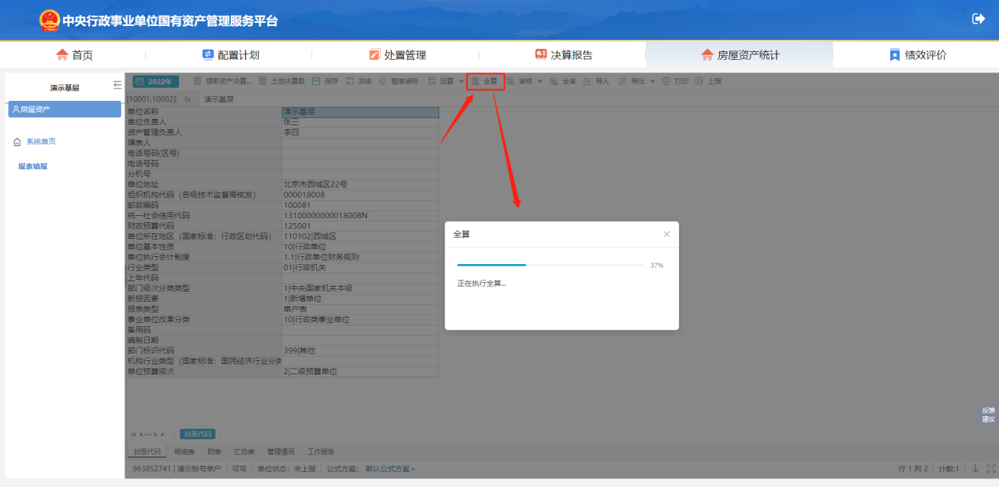 中央行政事业单位国有资产管理服务平台
首页 配置计划 处置管理 决算报告 房屋资产统计 绩效评价
演示基层
房屋资产
系统首页
报表填报
2022年 提取资产决算... 土地决算数 保存 冻结 整表清除 运算 全算 审核 全审 导入 导出 打印 上报
[10001,10002] fx 演示基层
单位名称 演示基层
单位负责人 张三
资产管理负责人 李四
填表人
电话号码(区号)
电话号码
分机号
单位地址 北京市西城区22号
组织机构代码（各级技术监督局核发） 000018008
邮政编码 100081
统一社会信用代码 13100000000018008N
财政预算代码 125001
单位所在地区（国家标准：行政区划代码） 110102|西城区
单位基本性质 10|行政单位
单位执行会计制度 1.1|行政单位财务规则
行业类型 01|行政机关
上年代码
部门级次分类类型 1|中央国家机关本级
新报因素 1|新增单位
报表类型 单户表
事业单位改革分类 10|行政类事业单位
备用码
编制日期
部门标识代码 399|其他
机构行业类型（国家标准：国民经济行业分类
单位预算级次 2|二级预算单位
全算
37%
正在执行全算...
反馈
建议
封面代码
封面代码 明细表 附表 汇总表 管理情况 工作报告
963852741 | 演示账号单户 可写 单位状态：未上报 公式方案： 默认公式方案 行 1 列 2 计数:1